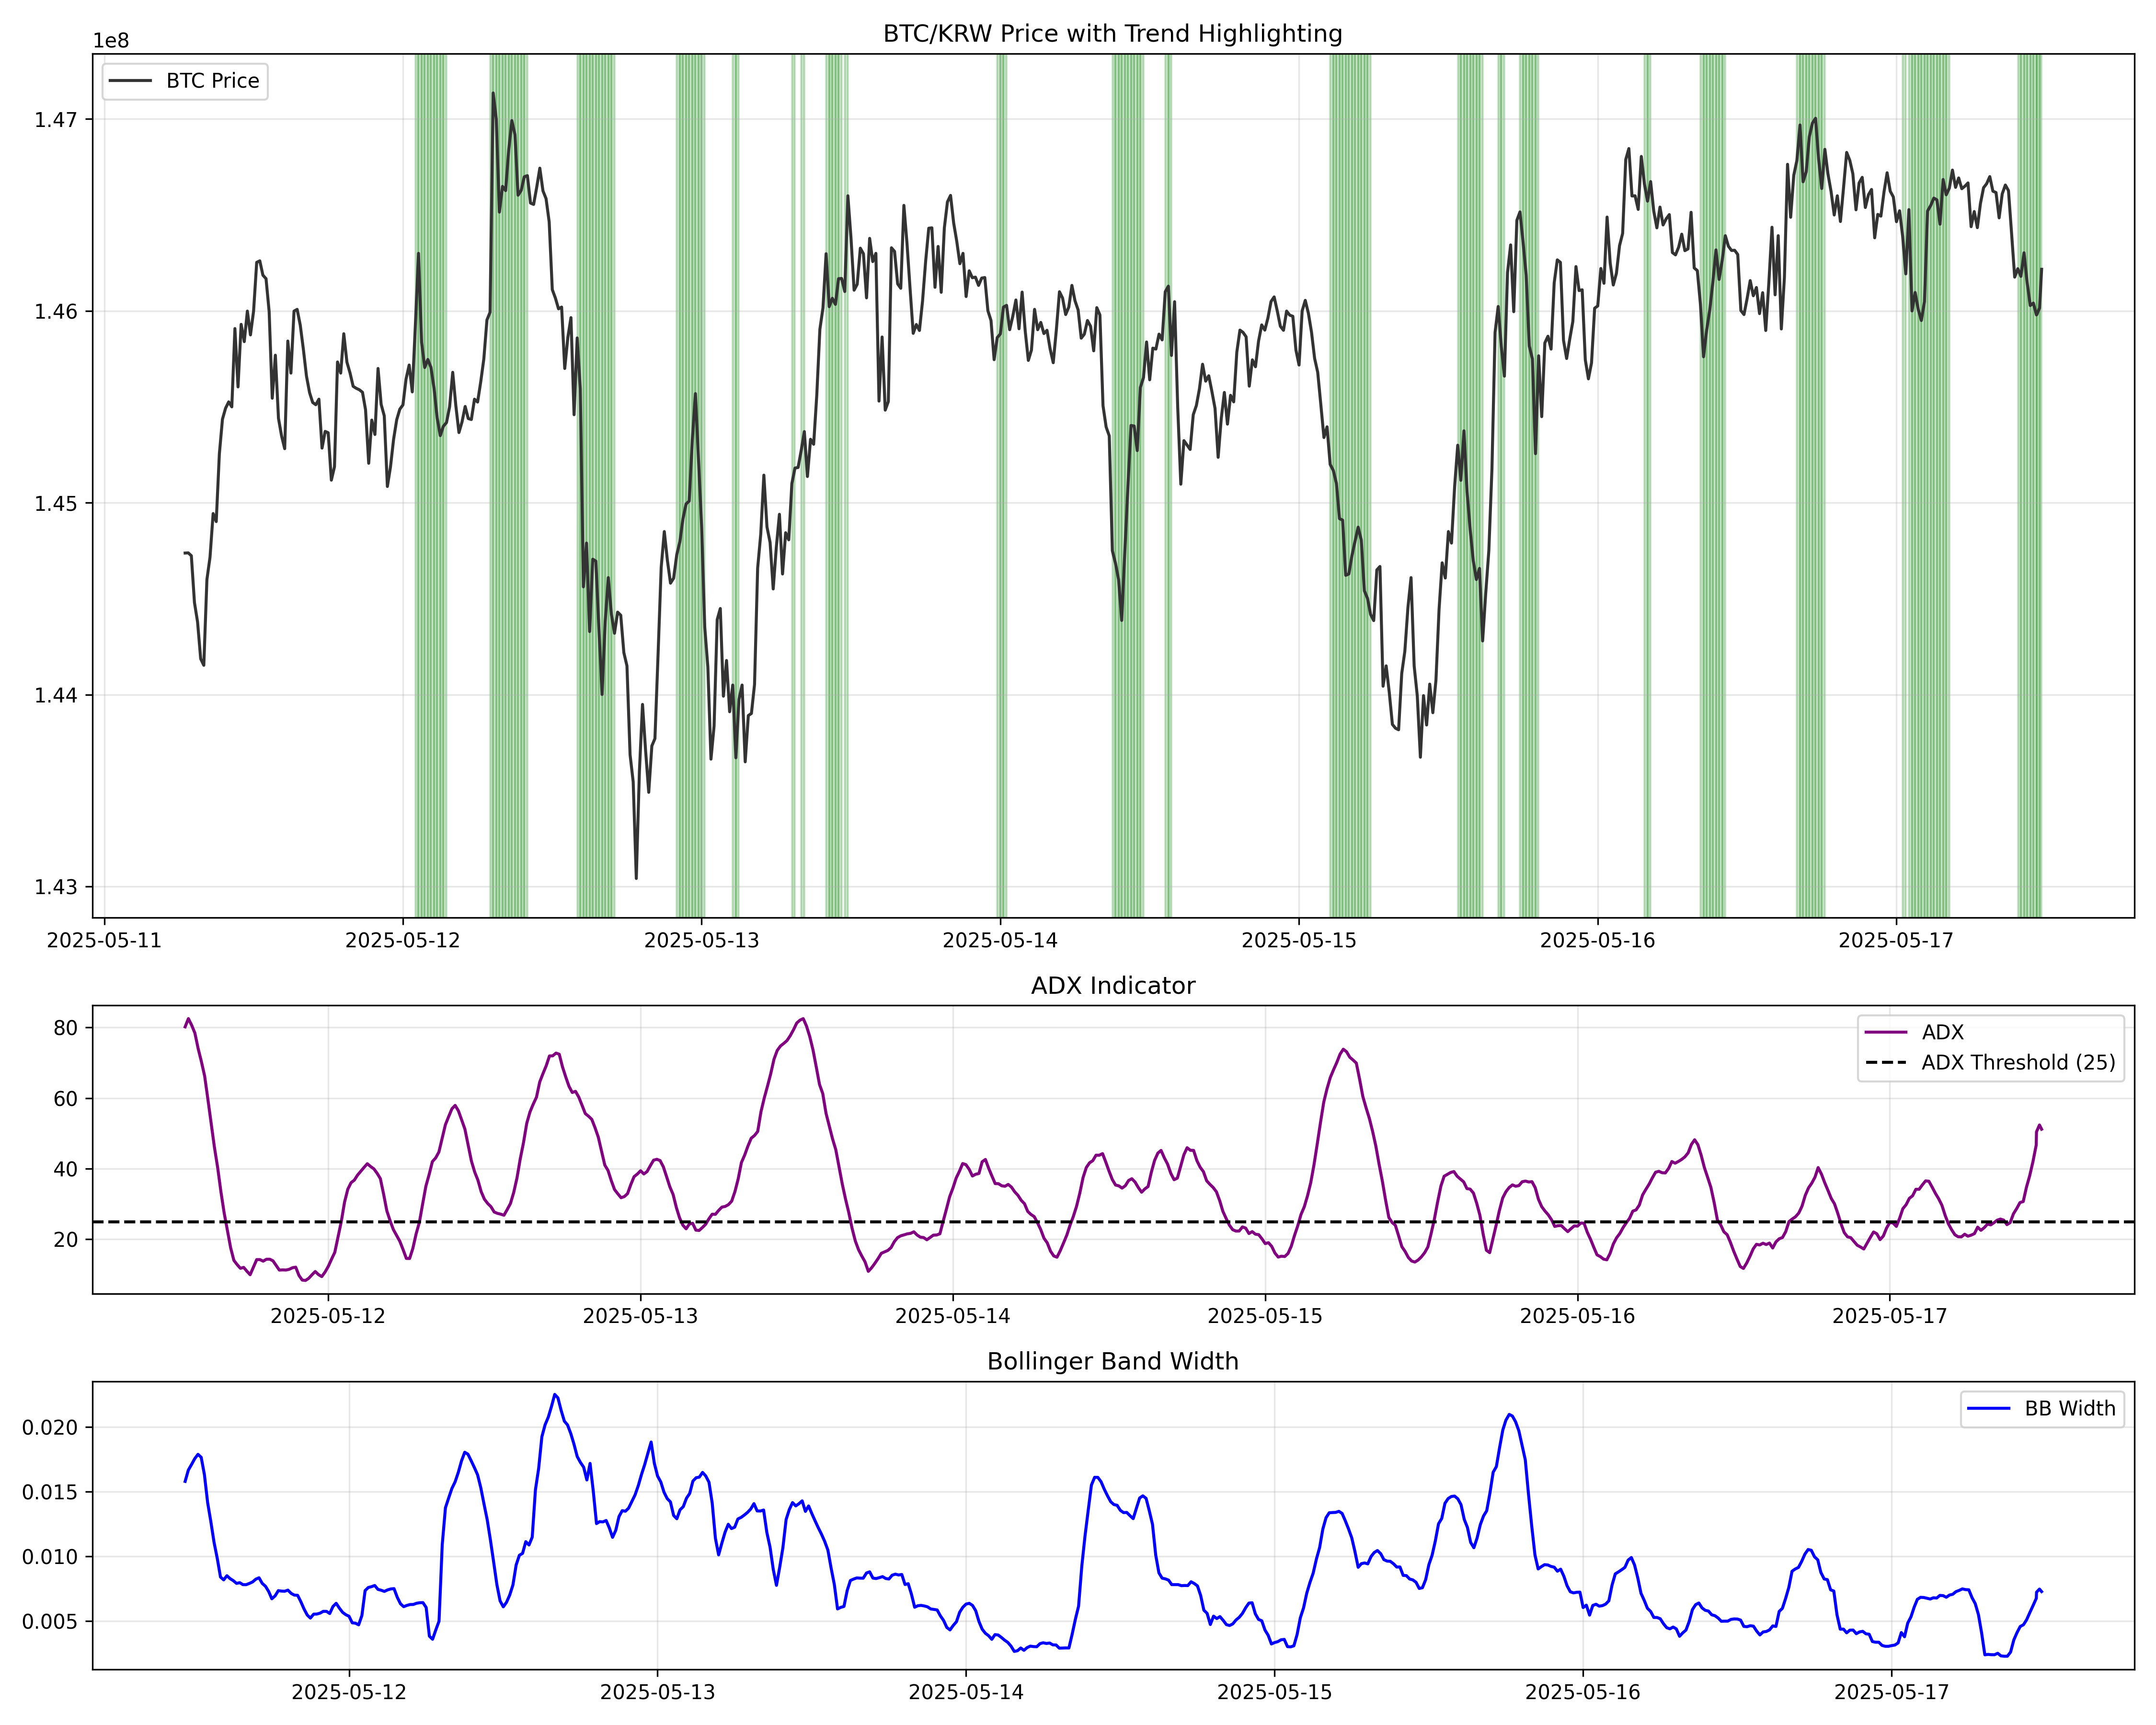 BTC/KRW Price with Trend Highlighting
1e8
BTC Price
1.47
1.46
1.45
1.44
1.43
2025-05-11 2025-05-12 2025-05-13 2025-05-14 2025-05-15 2025-05-16 2025-05-17
ADX Indicator
ADX
ADX Threshold (25)
80
60
40
20
2025-05-12 2025-05-13 2025-05-14 2025-05-15 2025-05-16 2025-05-17
Bollinger Band Width
BB Width
0.020
0.015
0.010
0.005
2025-05-12 2025-05-13 2025-05-14 2025-05-15 2025-05-16 2025-05-17